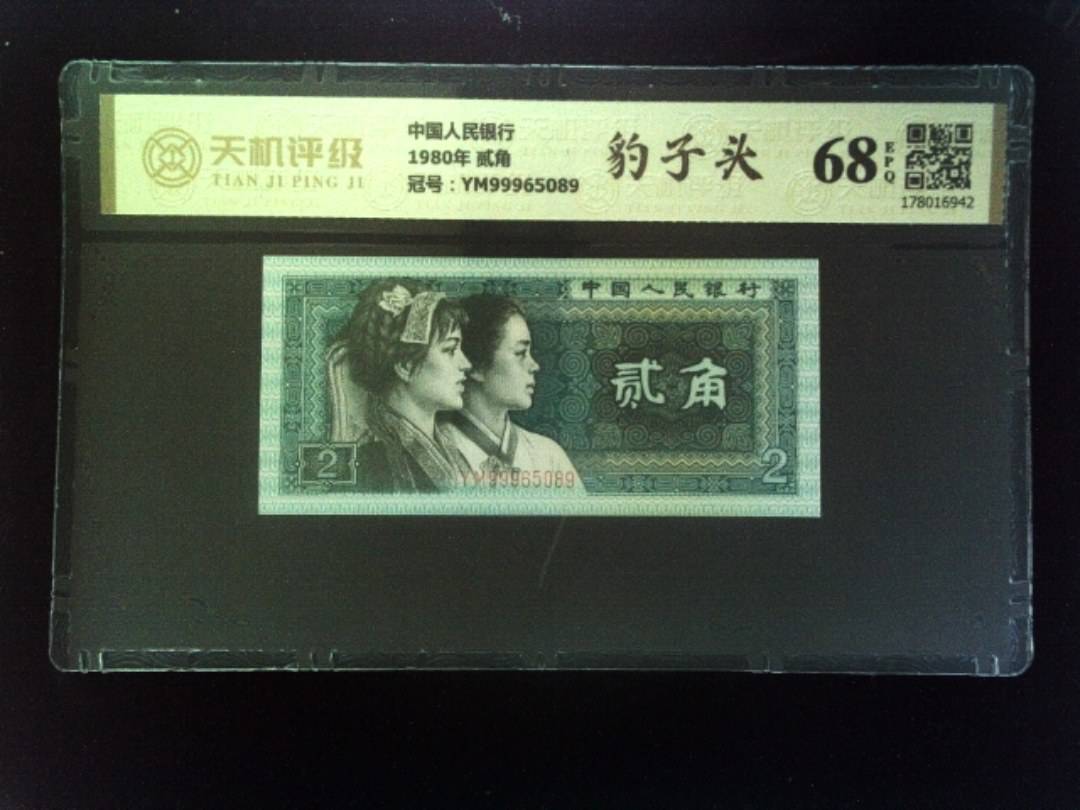 天机评级
TIAN JI PING JI
中国人民银行
1980年 贰角
冠号：YM99965089
豹子头
68
EPQ
178016942
中国人民银行
贰角
2
2
YM99965089